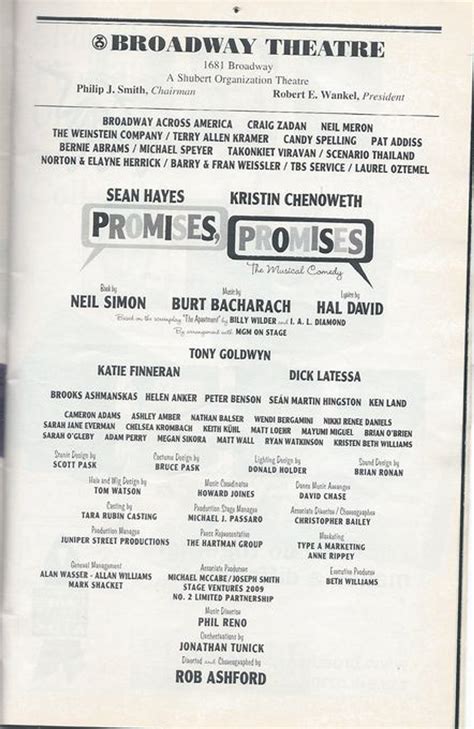 BROADWAY THEATRE
1681 Broadway
A Shubert Organization Theatre
Philip J. Smith, Chairman Robert E. Wankel, President
BROADWAY ACROSS AMERICA CRAIG ZADAN NEIL MERON
THE WEINSTEIN COMPANY / TERRY ALLEN KRAMER CANDY SPELLING PAT ADDISS
BERNIE ABRAMS / MICHAEL SPEYER TAKONKIET VIRAVAN / SCENARIO THAILAND
NORTON & ELAYNE HERRICK / BARRY & FRAN WEISSLER / TBS SERVICE / LAUREL OZTEMEL
SEAN HAYES KRISTIN CHENOWETH
PROMISES, PROMISES
The Musical Comedy
Book by Music by Lyrics by
NEIL SIMON BURT BACHARACH HAL DAVID
Based on the screenplay "The Apartment" by BILLY WILDER and I. A. L. DIAMOND
By arrangement with MGM ON STAGE
TONY GOLDWYN
KATIE FINNERAN DICK LATESSA
BROOKS ASHMANSKAS HELEN ANKER PETER BENSON SEÁN MARTIN HINGSTON KEN LAND
CAMERON ADAMS ASHLEY AMBER NATHAN BALSER WENDI BERGAMINI NIKKI RENEE DANIELS
SARAH JANE EVERMAN CHELSEA KROMBACH KEITH KÜHL MATT LOEHR MAYUMI MIGUEL BRIAN O'BRIEN
SARAH O'GLEBY ADAM PERRY MEGAN SIKORA MATT WALL RYAN WATKINSON KRISTEN BETH WILLIAMS
Scenic Design by Costume Design by Lighting Design by Sound Design by
SCOTT PASK BRUCE PASK DONALD HOLDER BRIAN RONAN
Hair and Wig Design by Music Coordinator Dance Music Arranger
TOM WATSON HOWARD JOINES DAVID CHASE
Casting by Production Stage Manager Associate Director / Choreographer
TARA RUBIN CASTING MICHAEL J. PASSARO CHRISTOPHER BAILEY
Production Manager Press Representative Marketing
JUNIPER STREET PRODUCTIONS THE HARTMAN GROUP TYPE A MARKETING
ANNE RIPPEY
General Management Associate Producers Executive Producer
ALAN WASSER - ALLAN WILLIAMS MICHAEL MCCABE/JOSEPH SMITH BETH WILLIAMS
MARK SHACKET STAGE VENTURES 2009
NO. 2 LIMITED PARTNERSHIP
Music Director
PHIL RENO
Orchestrations by
JONATHAN TUNICK
Directed and Choreographed by
ROB ASHFORD